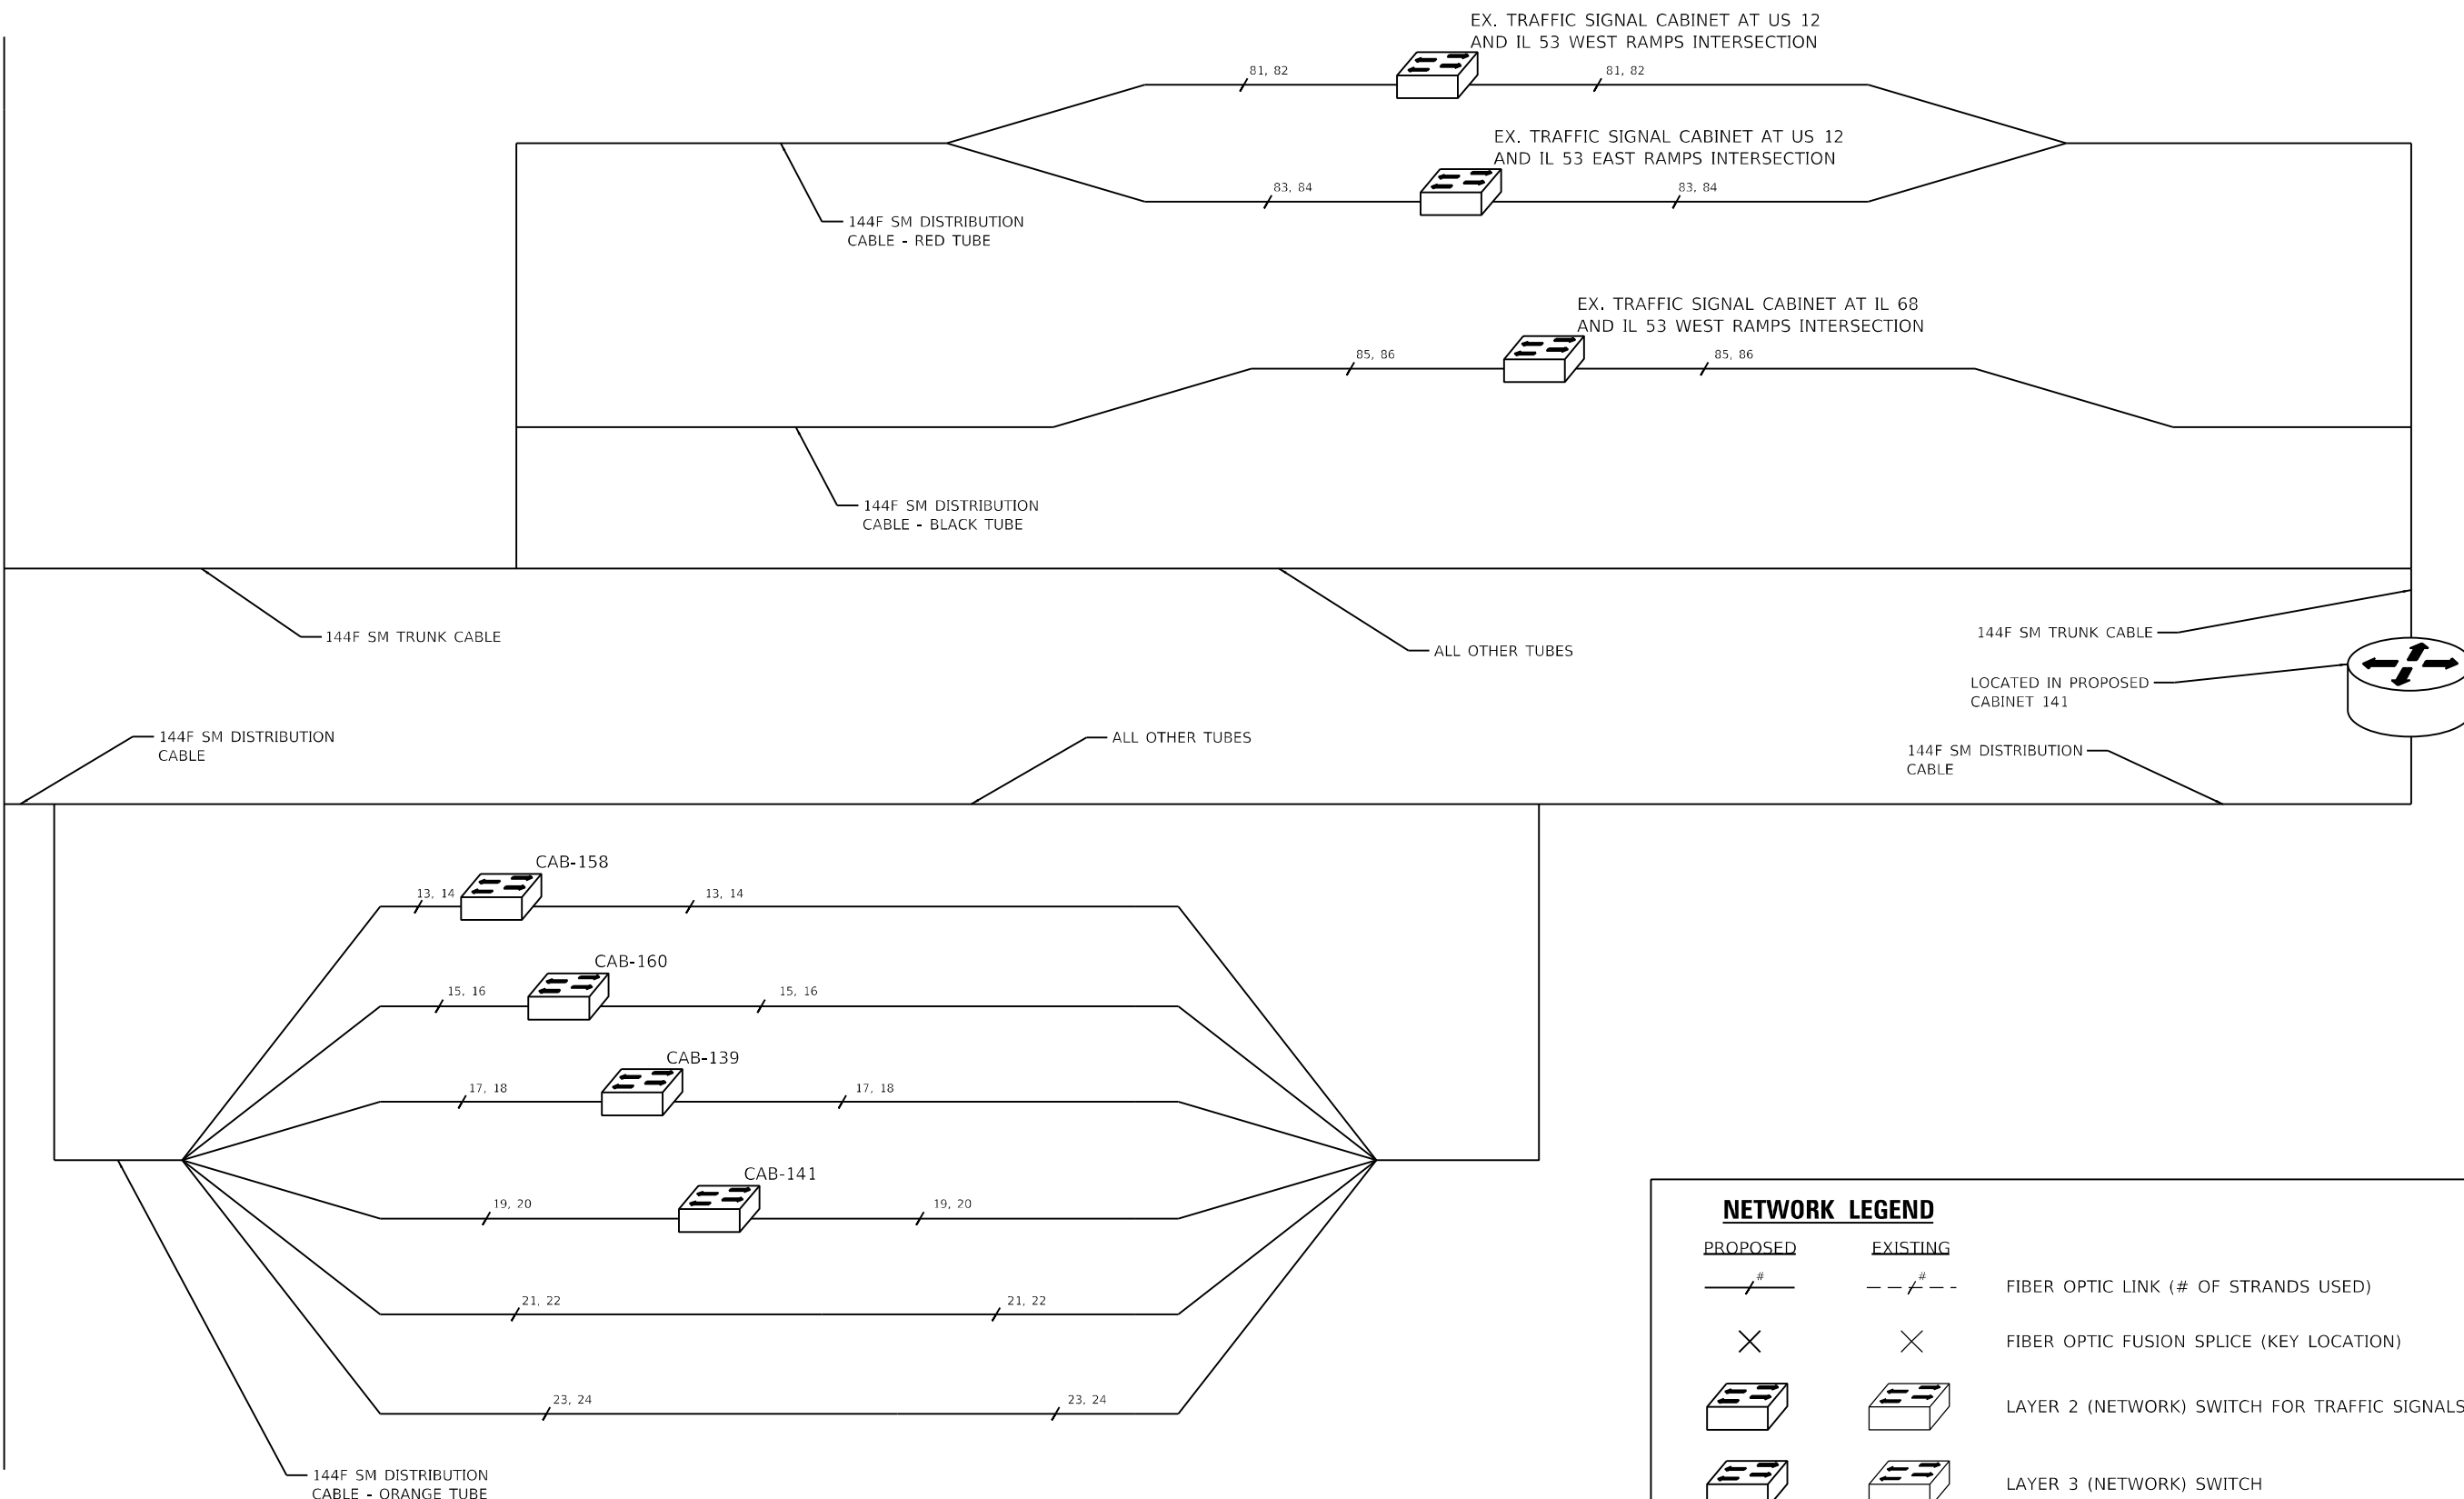 EX. TRAFFIC SIGNAL CABINET AT US 12
AND IL 53 WEST RAMPS INTERSECTION
81, 82
81, 82
EX. TRAFFIC SIGNAL CABINET AT US 12
AND IL 53 EAST RAMPS INTERSECTION
83, 84
83, 84
144F SM DISTRIBUTION
CABLE - RED TUBE
EX. TRAFFIC SIGNAL CABINET AT IL 68
AND IL 53 WEST RAMPS INTERSECTION
85, 86
85, 86
144F SM DISTRIBUTION
CABLE - BLACK TUBE
144F SM TRUNK CABLE
ALL OTHER TUBES
144F SM TRUNK CABLE
LOCATED IN PROPOSED
CABINET 141
144F SM DISTRIBUTION
CABLE
ALL OTHER TUBES
144F SM DISTRIBUTION
CABLE
CAB-158
13, 14
13, 14
CAB-160
15, 16
15, 16
CAB-139
17, 18
17, 18
CAB-141
19, 20
19, 20
21, 22
21, 22
23, 24
23, 24
144F SM DISTRIBUTION
CABLE - ORANGE TUBE
NETWORK LEGEND
PROPOSED
EXISTING
#
#
FIBER OPTIC LINK (# OF STRANDS USED)
FIBER OPTIC FUSION SPLICE (KEY LOCATION)
LAYER 2 (NETWORK) SWITCH FOR TRAFFIC SIGNALS
LAYER 3 (NETWORK) SWITCH